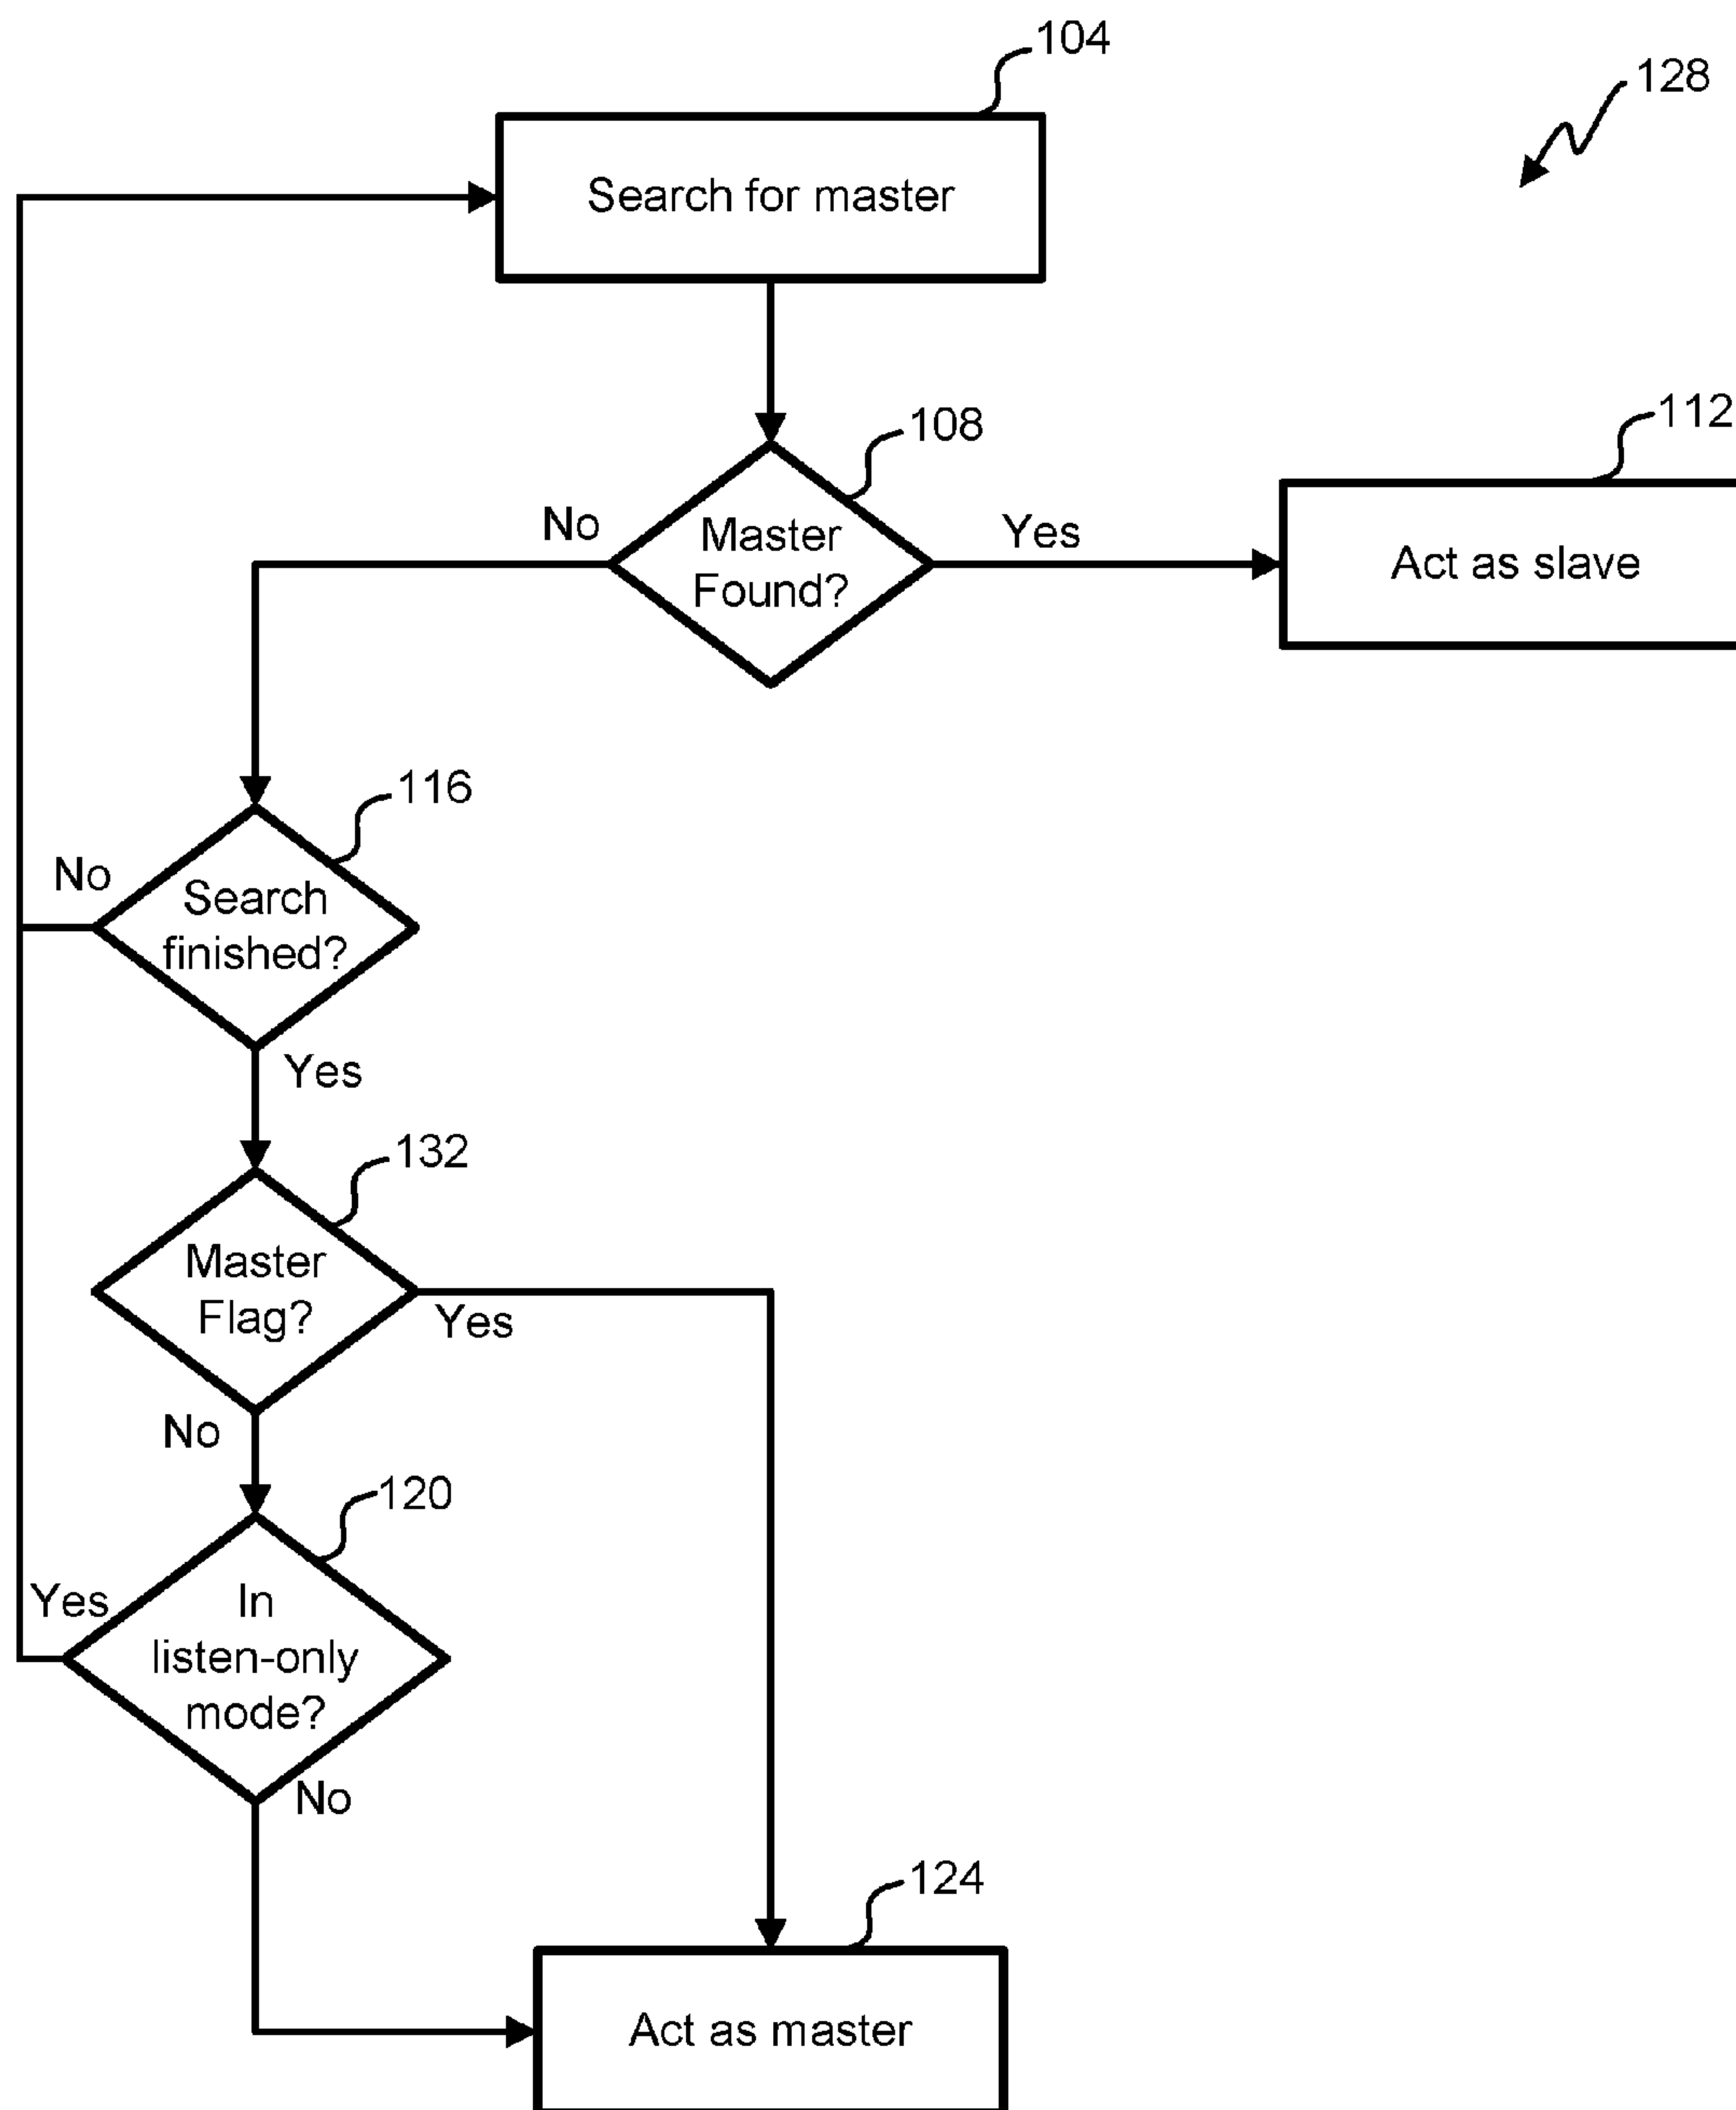 104
128
Search for master
108
112
No
Master
Found?
Yes
Act as slave
116
No
Search
finished?
Yes
132
Master
Flag?
Yes
No
120
Yes
In
listen-only
mode?
No
124
Act as master